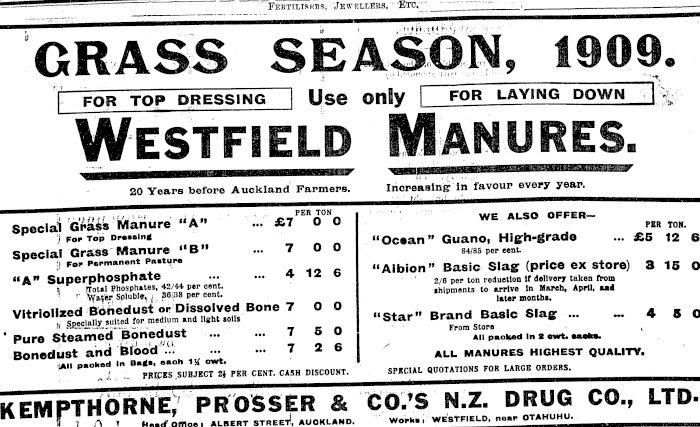 FERTILISERS, JEWELLERS, ETC.
GRASS SEASON, 1909.
FOR TOP DRESSING Use only FOR LAYING DOWN
WESTFIELD MANURES.
20 Years before Auckland Farmers. Increasing in favour every year.
PER TON
Special Grass Manure "A" ... £7 0 0
For Top Dressing
Special Grass Manure "B" ... 7 0 0
For Permanent Pasture
"A" Superphosphate ... ... 4 12 6
Total Phosphates, 42/44 per cent.
Water Soluble, 36/38 per cent.
Vitriolized Bonedust or Dissolved Bone 7 0 0
Specially suited for medium and light soils
Pure Steamed Bonedust ... 7 5 0
Bonedust and Blood ... ... ... 7 2 6
All packed in Bags, each 1½ cwt.
PRICES SUBJECT 2½ PER CENT. CASH DISCOUNT.
WE ALSO OFFER—
PER TON.
"Ocean" Guano, High-grade ... £5 12 6
84/85 per cent.
"Albion" Basic Slag (price ex store) 3 15 0
2/6 per ton reduction if delivery taken from
shipments to arrive in March, April, and
later months.
"Star" Brand Basic Slag ... ... 4 5 0
From Store
All packed in 2 cwt. sacks.
ALL MANURES HIGHEST QUALITY.
SPECIAL QUOTATIONS FOR LARGE ORDERS.
KEMPTHORNE, PROSSER & CO.'S N.Z. DRUG CO., LTD.
Head Office: ALBERT STREET, AUCKLAND. Works: WESTFIELD, near OTAHUHU.